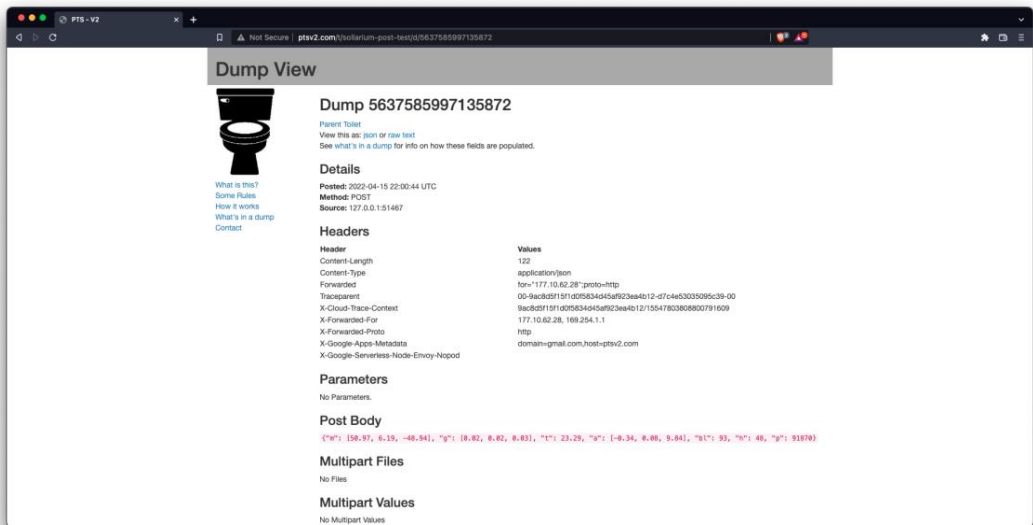 PTS - V2
Not Secure | ptsv2.com/t/sollarium-post-test/d/5637585997135872
Dump View
What is this?
Some Rules
How it works
What's in a dump
Contact
Dump 5637585997135872
Parent Toilet
View this as: json or raw text
See what's in a dump for info on how these fields are populated.
Details
Posted: 2022-04-15 22:00:44 UTC
Method: POST
Source: 127.0.0.1:51467
Headers
Header Values
Content-Length 122
Content-Type application/json
Forwarded for="177.10.62.28";proto=http
Traceparent 00-9ac8d5f15f1d0f5834d45af923ea4b12-d7c4e53035095c39-00
X-Cloud-Trace-Context 9ac8d5f15f1d0f5834d45af923ea4b12/15547803808800791609
X-Forwarded-For 177.10.62.28, 169.254.1.1
X-Forwarded-Proto http
X-Google-Apps-Metadata domain=gmail.com,host=ptsv2.com
X-Google-Serverless-Node-Envoy-Nopod
Parameters
No Parameters.
Post Body
{"m": [50.97, 6.19, -48.94], "g": [0.02, 0.02, 0.03], "t": 23.29, "a": [-0.34, 0.08, 9.84], "bl": 93, "h": 48, "p": 91870}
Multipart Files
No Files
Multipart Values
No Multipart Values